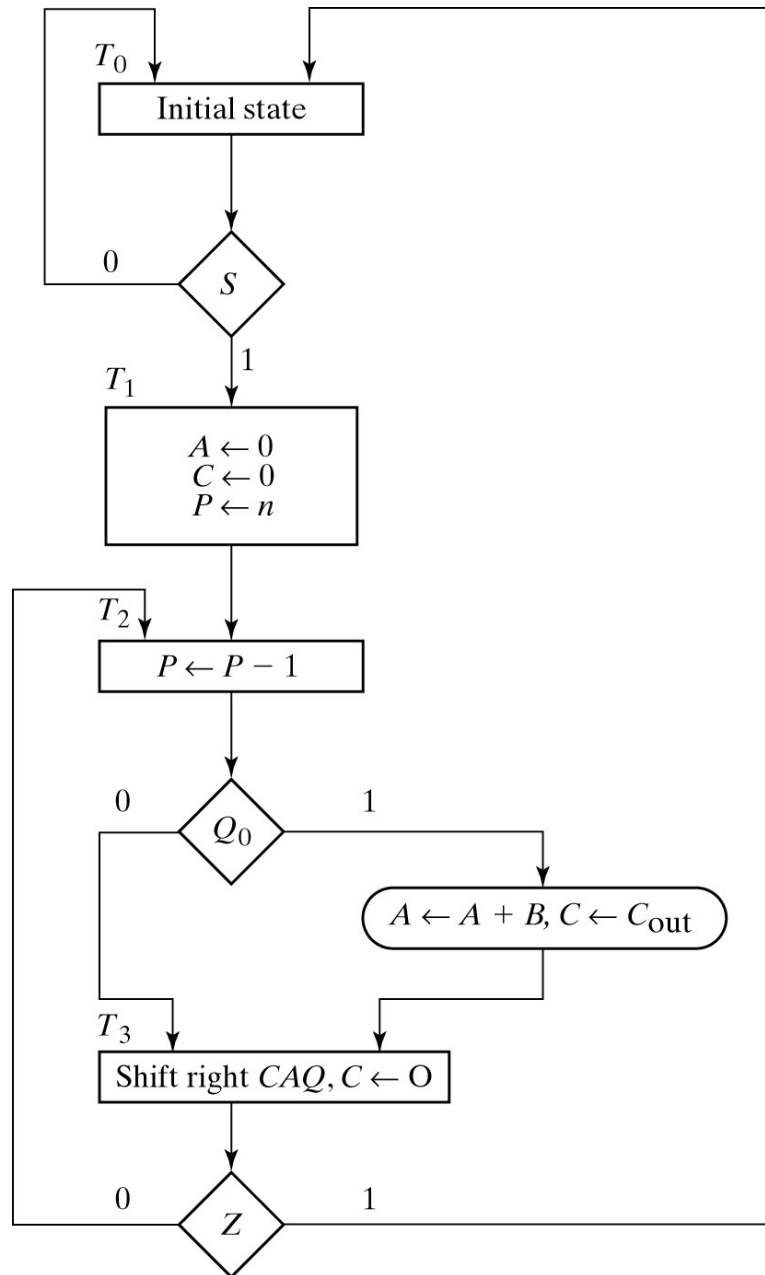 T₀
Initial state
0
S
1
T₁
A ← 0
C ← 0
P ← n
T₂
P ← P − 1
0
1
Q₀
A ← A + B, C ← C_out
T₃
Shift right CAQ, C ← O
0
1
Z